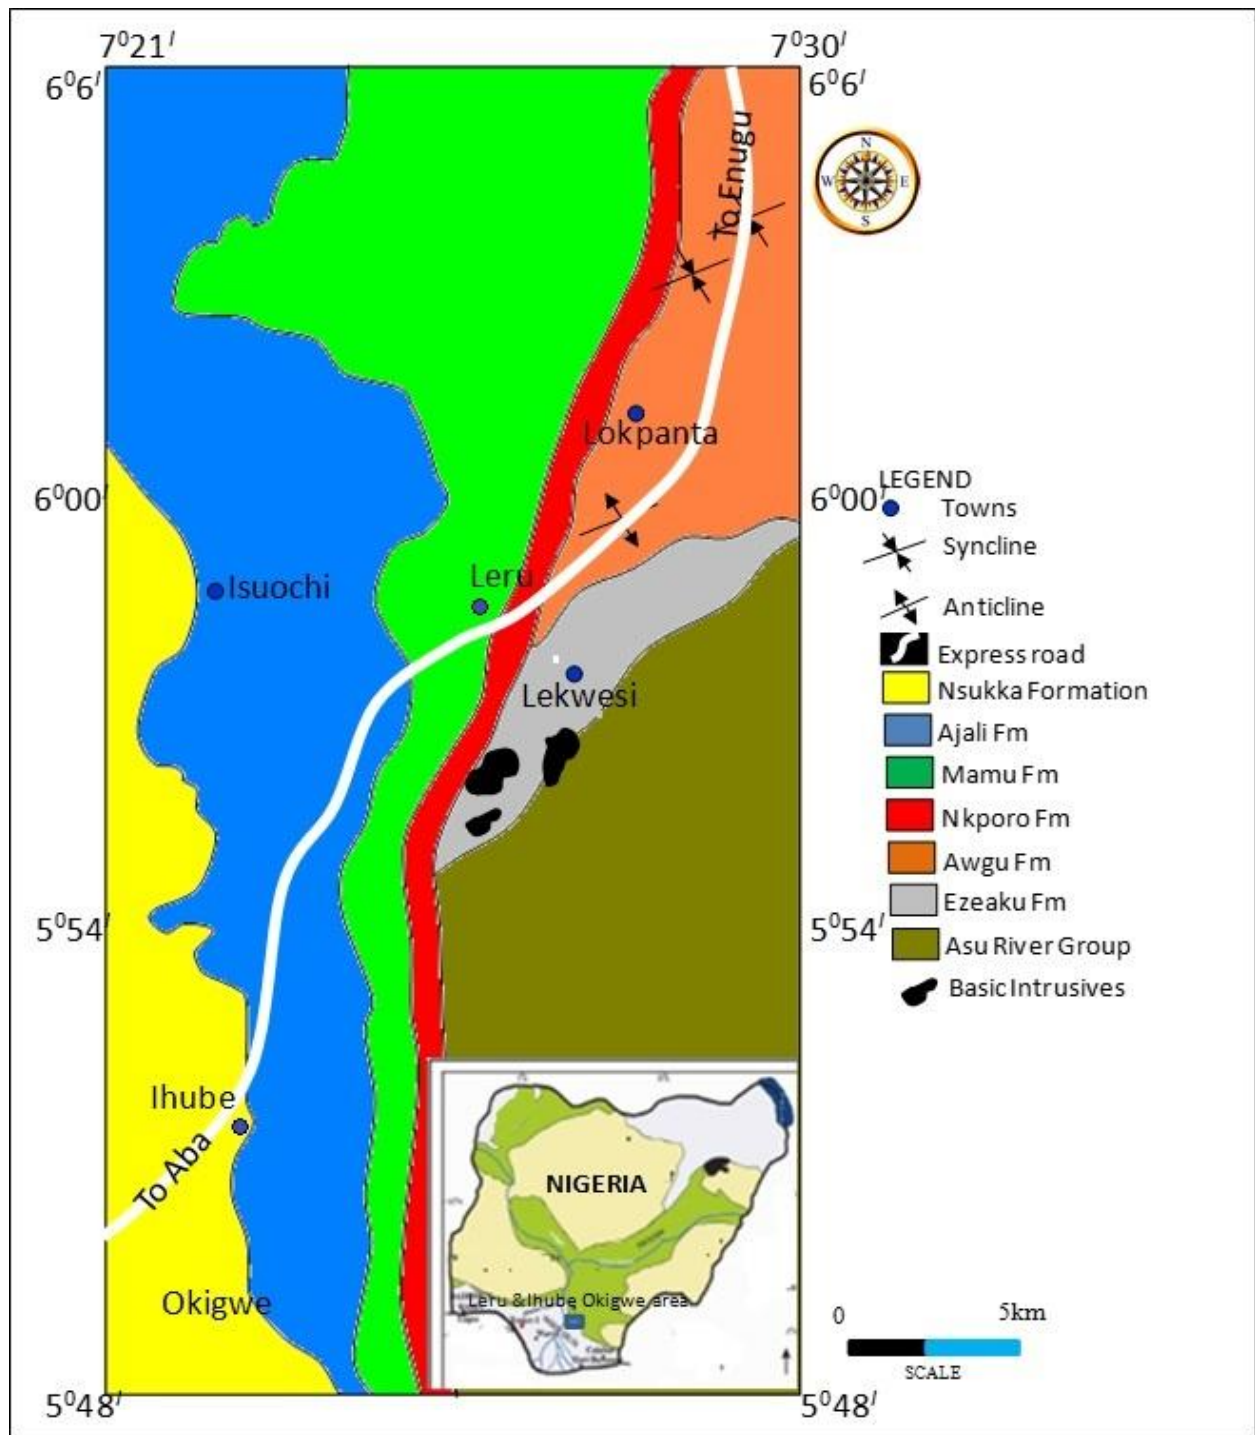 7⁰21ˡ
7⁰30ˡ
6⁰6ˡ
6⁰6ˡ
N
W
E
S
To Enugu
Lokpanta
6⁰00ˡ
6⁰00ˡ
LEGEND
Towns
Syncline
Anticline
Express road
Nsukka Formation
Ajali Fm
Mamu Fm
Nkporo Fm
Awgu Fm
Ezeaku Fm
Asu River Group
Basic Intrusives
Leru
Isuochi
Lekwesi
5⁰54ˡ
5⁰54ˡ
Ihube
To Aba
Okigwe
NIGERIA
Leru & Ihube Okigwe area
0
5km
SCALE
5⁰48ˡ
5⁰48ˡ